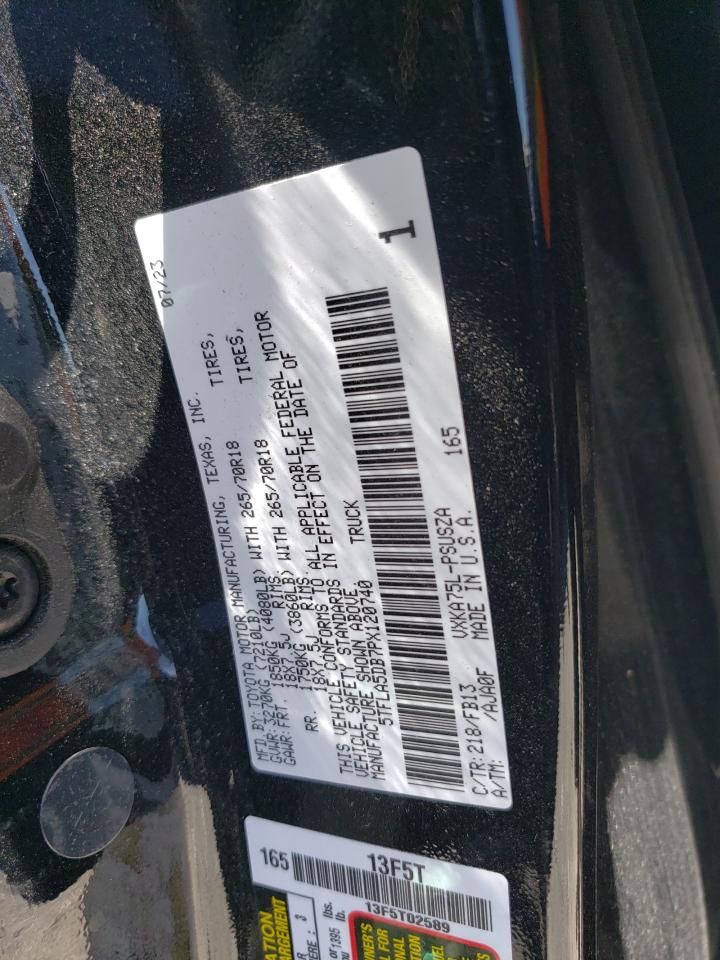 07/23
MFD.BY:TOYOTA MOTOR MANUFACTURING, TEXAS, INC.
GVWR: 3270KG (7210LB)
GAWR:FRT. 1850KG (4080LB) WITH 265/70R18 TIRES,
18X7.5J RIMS
RR. 1750KG (3860LB) WITH 265/70R18 TIRES,
18X7.5J RIMS
THIS VEHICLE CONFORMS TO ALL APPLICABLE FEDERAL MOTOR
VEHICLE SAFETY STANDARDS IN EFFECT ON THE DATE OF
MANUFACTURE SHOWN ABOVE.
5TFLA5DB7PX120740 TRUCK
1
C/TR: 218/FB13 VXKA75L-PSUSZA 165
A/TM: /AJA0F MADE IN U.S.A.
165
13F5T
13F5T02589